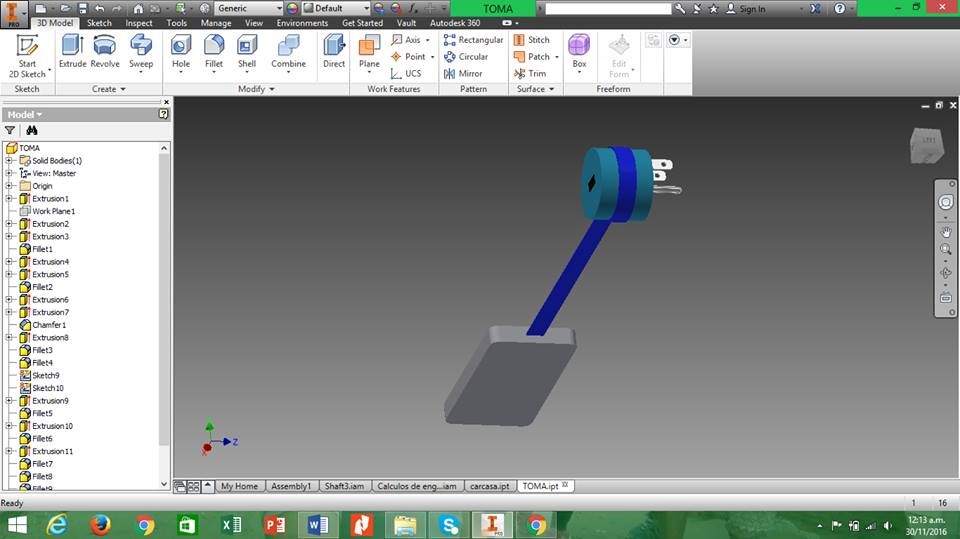 PRO
Generic
Default
TOMA
Sign In
3D Model Sketch Inspect Tools Manage View Environments Get Started Vault Autodesk 360
Start
2D Sketch
Extrude Revolve Sweep
Hole Fillet Shell Combine Direct
Plane
Axis
Point
UCS
Rectangular
Circular
Mirror
Stitch
Patch
Trim
Box
Edit
Form
Sketch Create Modify Work Features Pattern Surface Freeform
Model
TOMA
Solid Bodies(1)
View: Master
Origin
Extrusion1
Work Plane1
Extrusion2
Extrusion3
Fillet1
Extrusion4
Extrusion5
Fillet2
Extrusion6
Extrusion7
Chamfer1
Extrusion8
Fillet3
Fillet4
Sketch9
Sketch10
Extrusion9
Fillet5
Extrusion10
Fillet6
Extrusion11
Fillet7
Fillet8
Fillet9
LEFT
Z
X
My Home Assembly1 Shaft3.iam Calculos de eng...iam carcasa.ipt TOMA.ipt
Ready
1 16
12:13 a.m.
30/11/2016